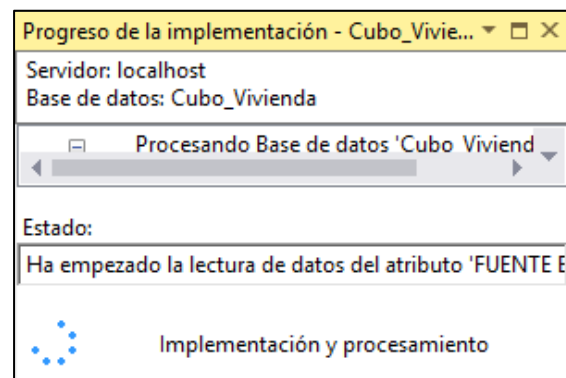 Progreso de la implementación - Cubo_Vivie...
Servidor: localhost
Base de datos: Cubo_Vivienda
Procesando Base de datos 'Cubo_Viviend
Estado:
Ha empezado la lectura de datos del atributo 'FUENTE E
Implementación y procesamiento